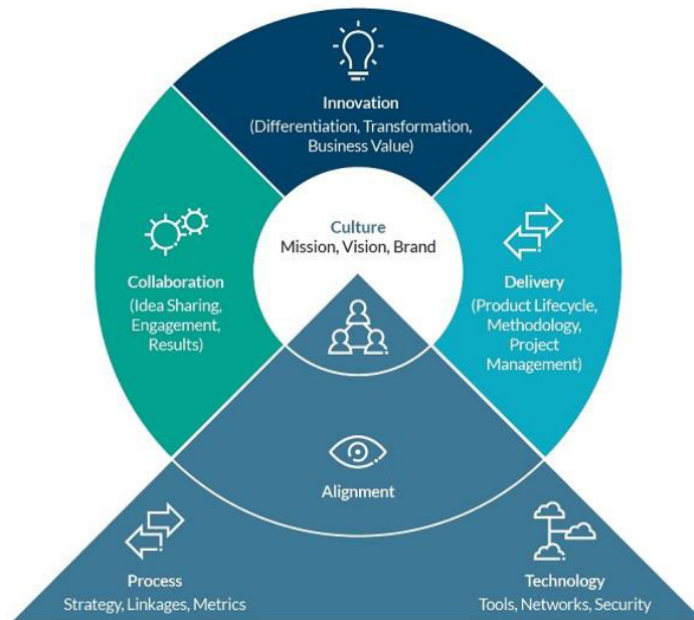 Innovation
(Differentiation, Transformation,
Business Value)
Culture
Mission, Vision, Brand
Collaboration
(Idea Sharing,
Engagement,
Results)
Delivery
(Product Lifecycle,
Methodology,
Project
Management)
Alignment
Process
Strategy, Linkages, Metrics
Technology
Tools, Networks, Security